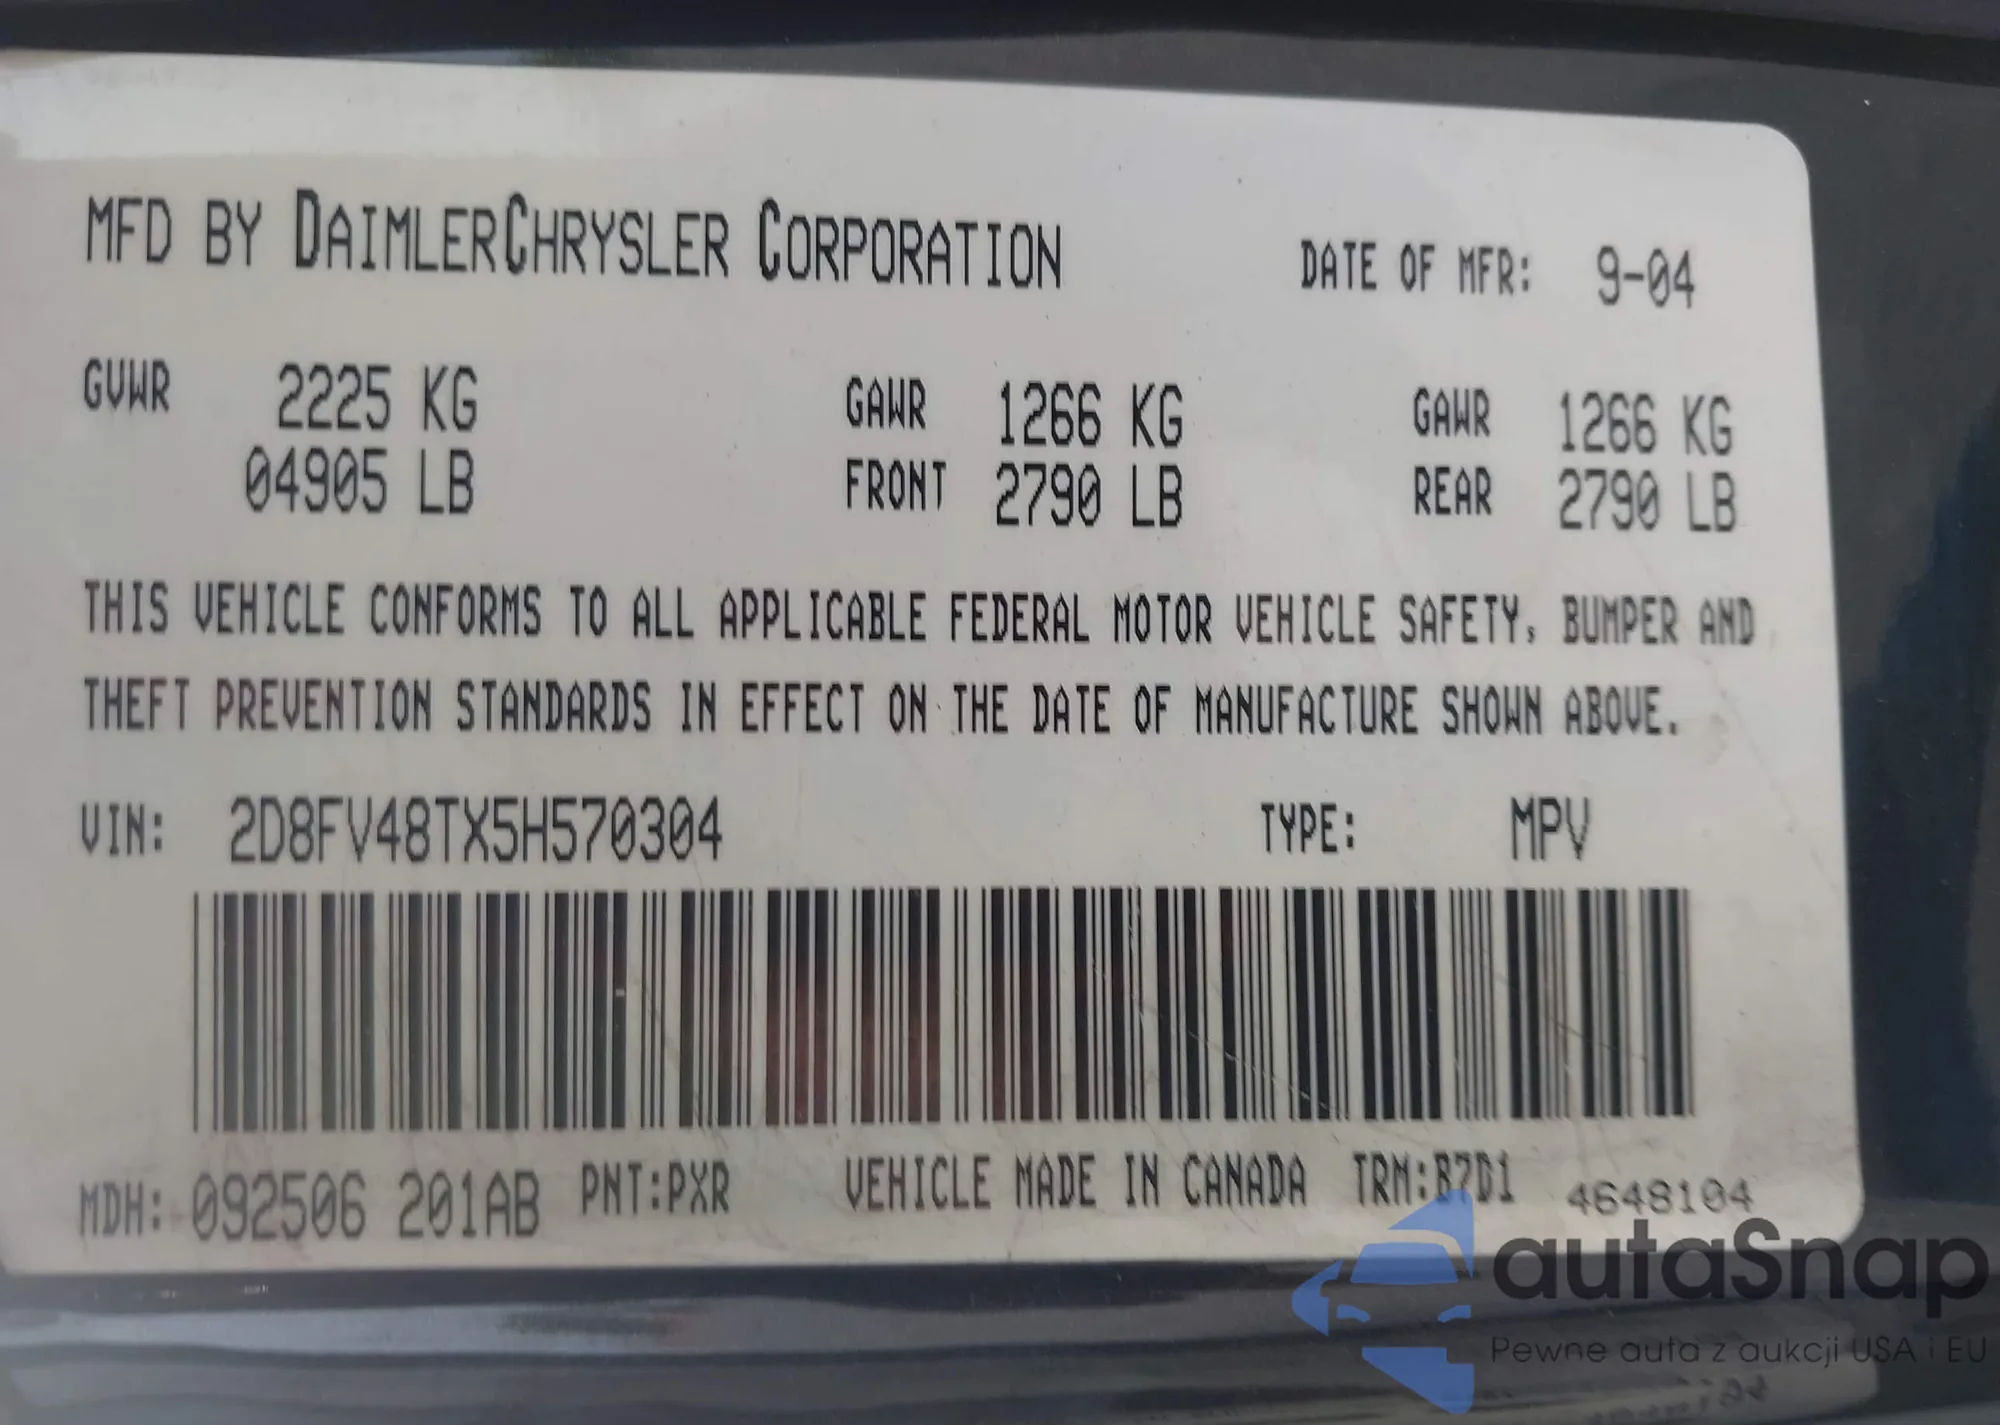 MFD BY DAIMLERCHRYSLER CORPORATION DATE OF MFR: 9-04
GVWR 2225 KG GAWR 1266 KG GAWR 1266 KG
04905 LB FRONT 2790 LB REAR 2790 LB
THIS VEHICLE CONFORMS TO ALL APPLICABLE FEDERAL MOTOR VEHICLE SAFETY, BUMPER AND
THEFT PREVENTION STANDARDS IN EFFECT ON THE DATE OF MANUFACTURE SHOWN ABOVE.
VIN: 2D8FV48TX5H570304 TYPE: MPV
MDH: 092506 201AB PNT:PXR VEHICLE MADE IN CANADA TRM:B7D1 4648104
autaSnap
Pewne auta z aukcji USA i EU